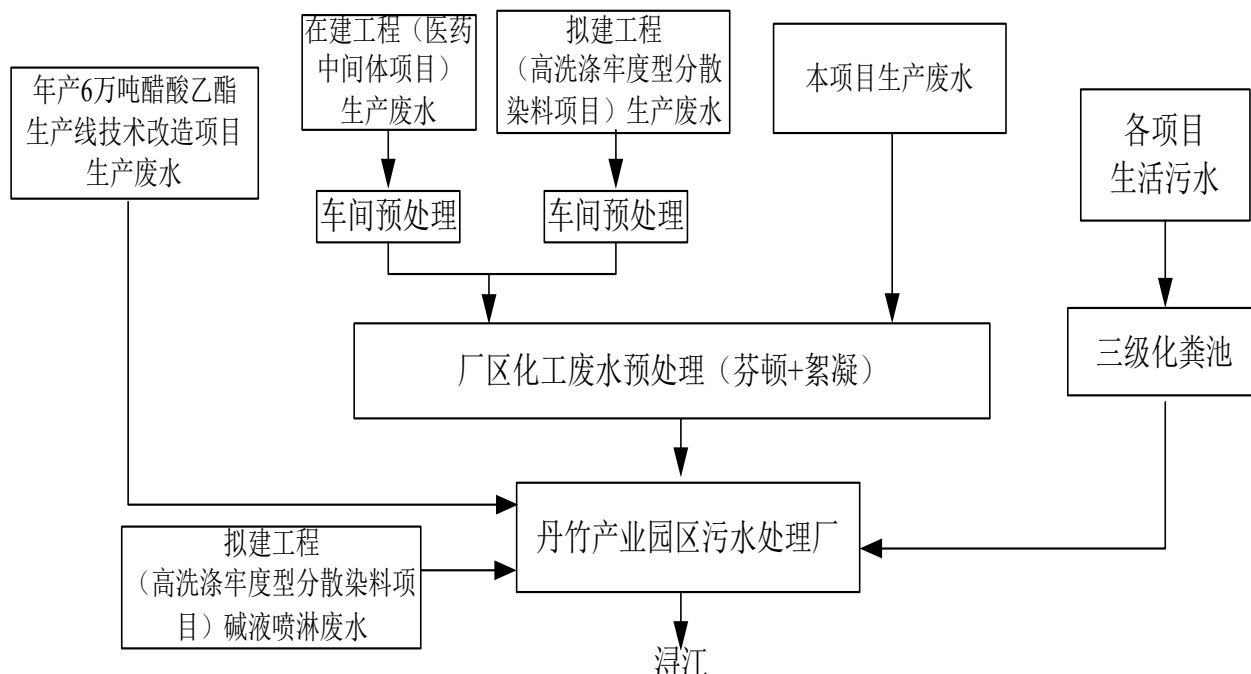 年产6万吨醋酸乙酯
生产线技术改造项目
生产废水
在建工程（医药
中间体项目）
生产废水
拟建工程
（高洗涤牢度型分散
染料项目）生产废水
本项目生产废水
各项目
生活污水
车间预处理
车间预处理
厂区化工废水预处理（芬顿+絮凝）
三级化粪池
丹竹产业园区污水处理厂
拟建工程
（高洗涤牢度型分散染料项
目）碱液喷淋废水
浔江